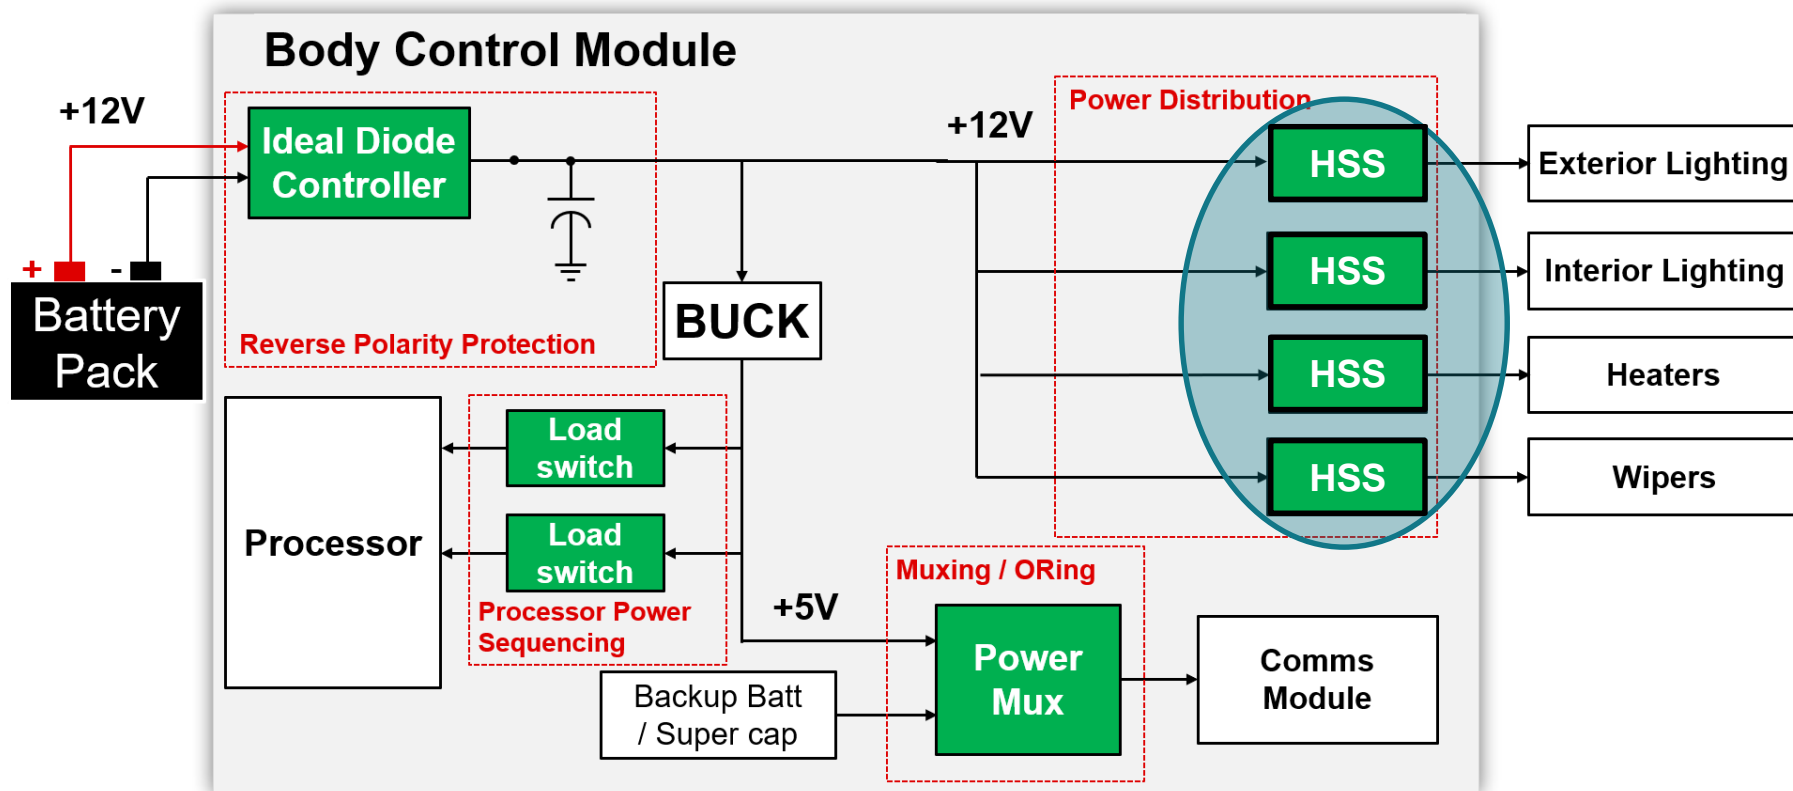 Body Control Module
+12V
Ideal Diode
Controller
Reverse Polarity Protection
+
-
Battery
Pack
BUCK
+12V
Power Distribution
HSS
Exterior Lighting
HSS
Interior Lighting
HSS
Heaters
HSS
Wipers
Processor
Load
switch
Load
switch
Processor Power
Sequencing
+5V
Backup Batt
/ Super cap
Muxing / ORing
Power
Mux
Comms
Module